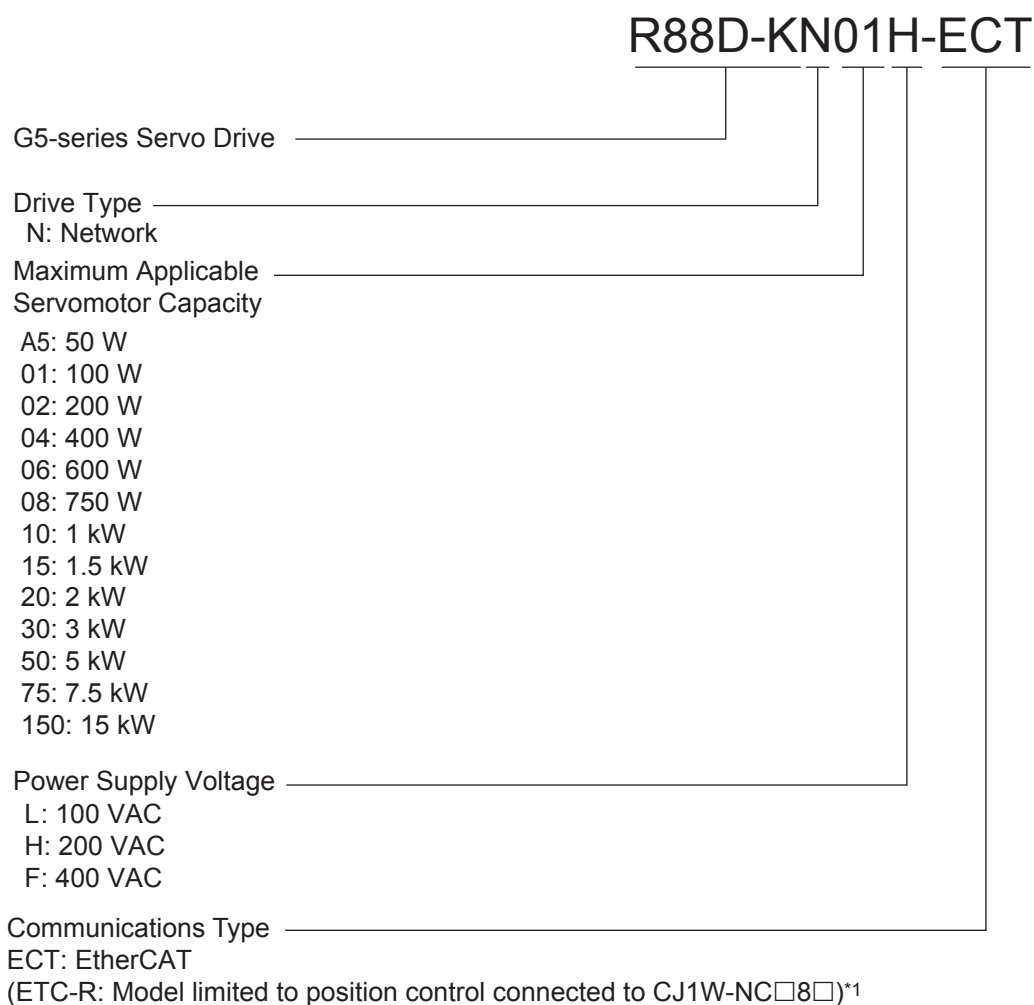 R88D-KN01H-ECT
G5-series Servo Drive
Drive Type
N: Network
Maximum Applicable
Servomotor Capacity
A5: 50 W
01: 100 W
02: 200 W
04: 400 W
06: 600 W
08: 750 W
10: 1 kW
15: 1.5 kW
20: 2 kW
30: 3 kW
50: 5 kW
75: 7.5 kW
150: 15 kW
Power Supply Voltage
L: 100 VAC
H: 200 VAC
F: 400 VAC
Communications Type
ECT: EtherCAT
(ETC-R: Model limited to position control connected to CJ1W-NC□8□)*1